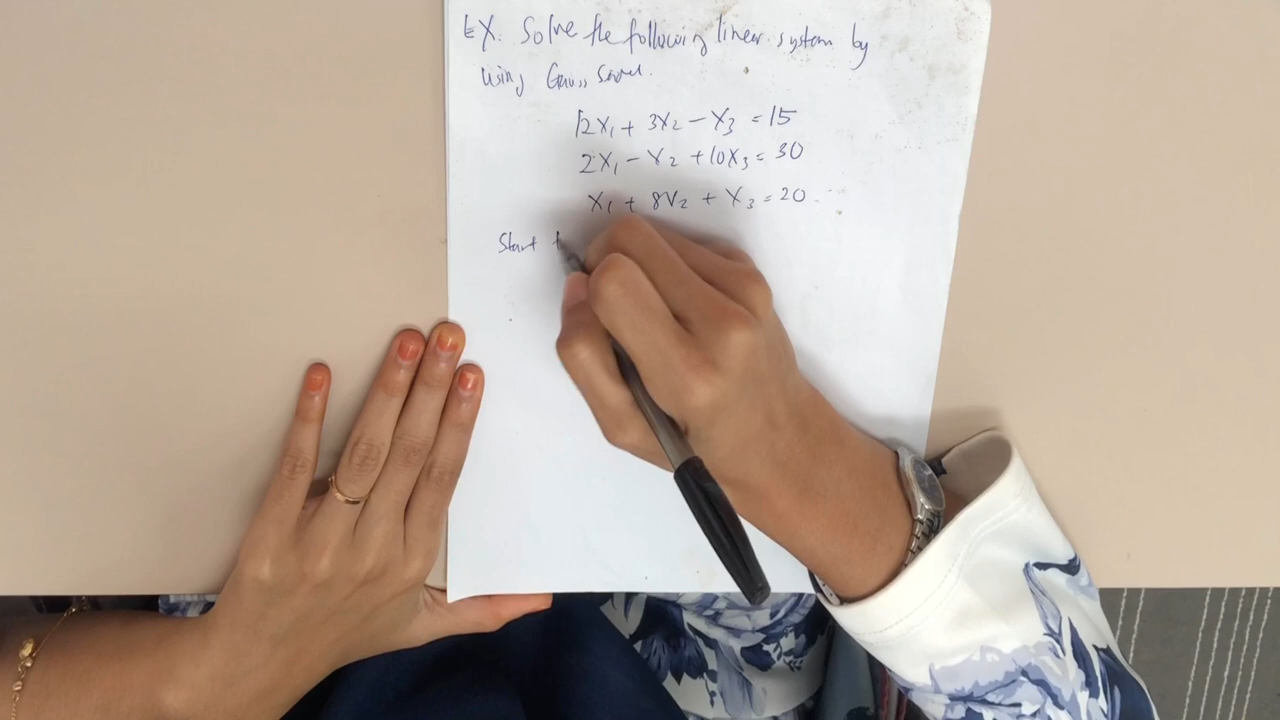 EX. Solve the following linear system by
using Gauss Seidel.
12X₁ + 3X₂ - X₃ = 15
2X₁ - X₂ + 10X₃ = 30
X₁ + 8X₂ + X₃ = 20
Start